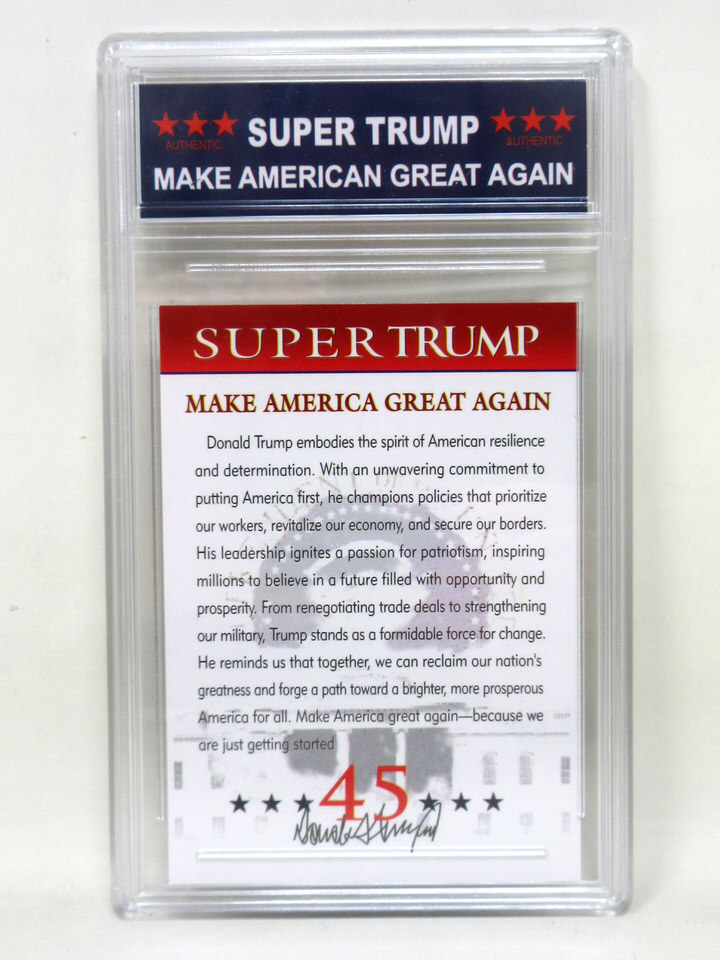 SUPER TRUMP
AUTHENTIC AUTHENTIC
MAKE AMERICAN GREAT AGAIN
SUPER TRUMP
MAKE AMERICA GREAT AGAIN
Donald Trump embodies the spirit of American resilience
and determination. With an unwavering commitment to
putting America first, he champions policies that prioritize
our workers, revitalize our economy, and secure our borders.
His leadership ignites a passion for patriotism, inspiring
millions to believe in a future filled with opportunity and
prosperity. From renegotiating trade deals to strengthening
our military, Trump stands as a formidable force for change.
He reminds us that together, we can reclaim our nation's
greatness and forge a path toward a brighter, more prosperous
America for all. Make America great again—because we
are just getting started
45